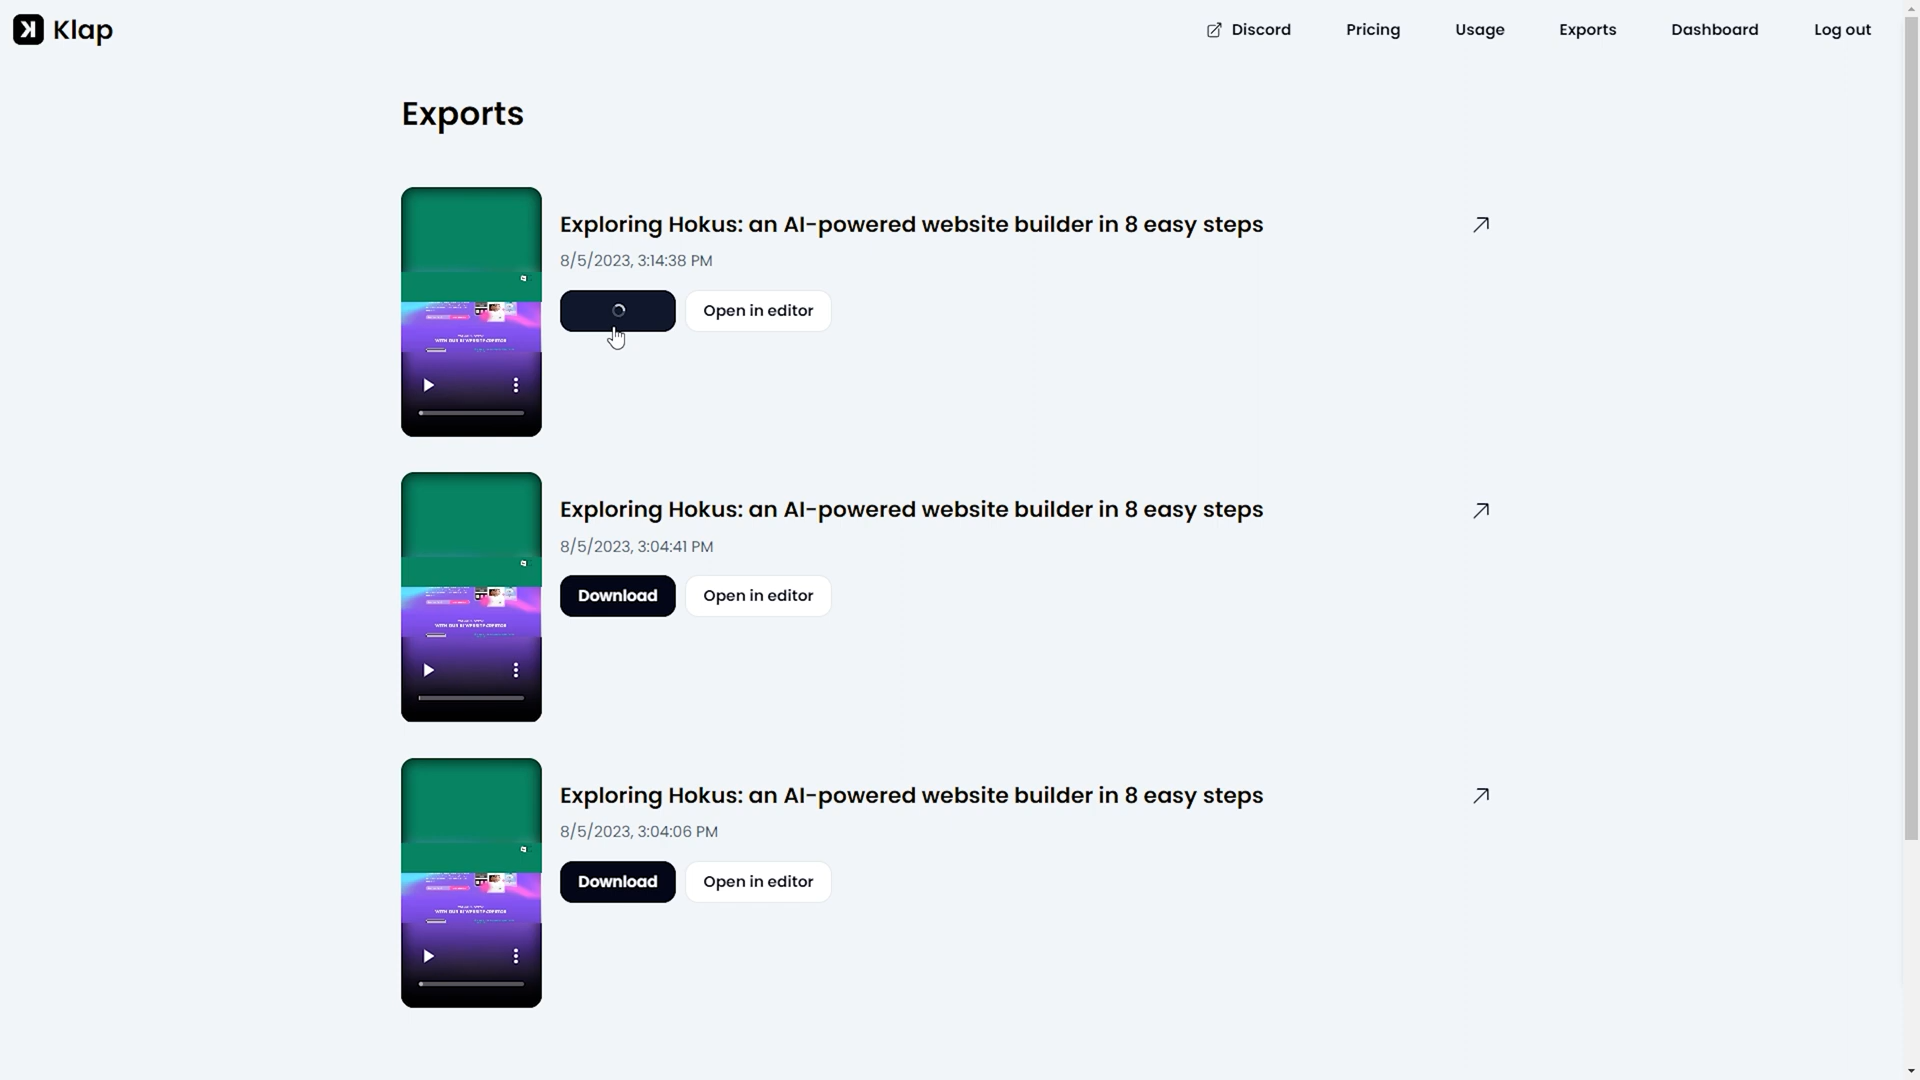 Klap
Discord
Pricing
Usage
Exports
Dashboard
Log out
Exports
Exploring Hokus: an AI-powered website builder in 8 easy steps
8/5/2023, 3:14:38 PM
Open in editor
Exploring Hokus: an AI-powered website builder in 8 easy steps
8/5/2023, 3:04:41 PM
Download
Open in editor
Exploring Hokus: an AI-powered website builder in 8 easy steps
8/5/2023, 3:04:06 PM
Download
Open in editor